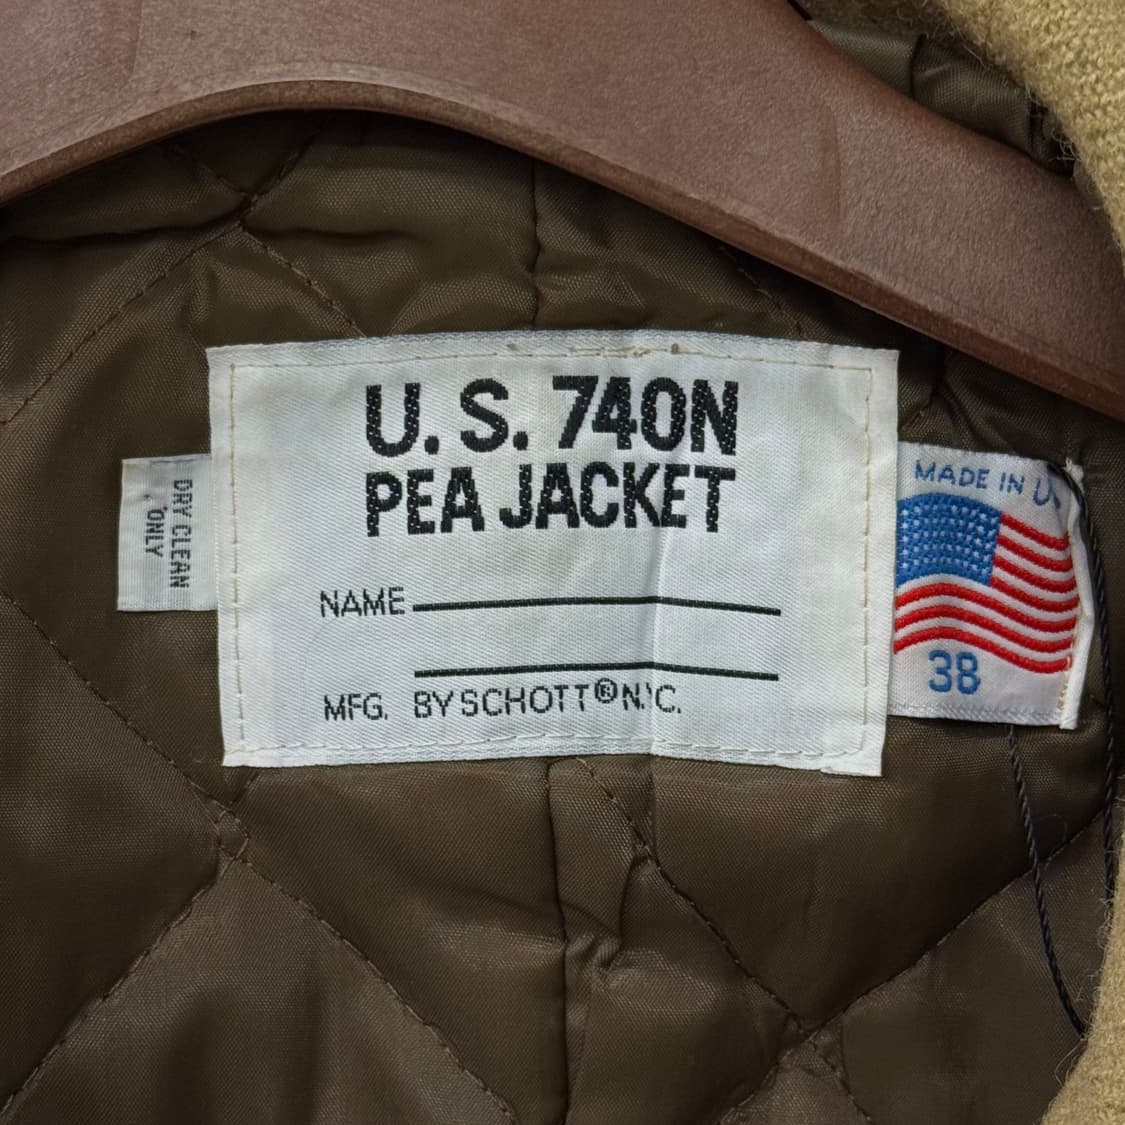 U. S. 740N
PEA JACKET
NAME
MFG. BY SCHOTT® N.Y.C.
DRY CLEAN
ONLY
MADE IN
38